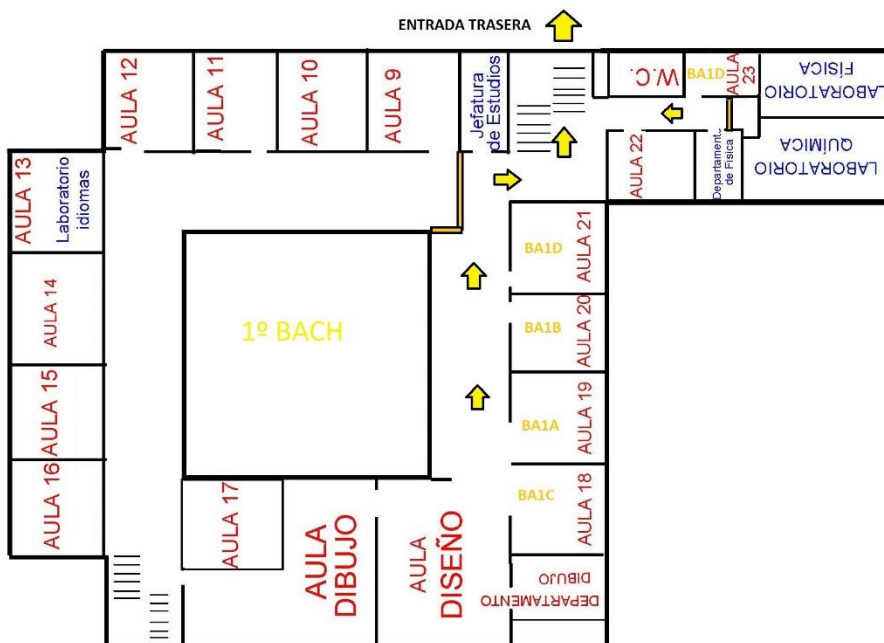 ENTRADA TRASERA
AULA 12
AULA 11
AULA 10
AULA 9
Jefatura
de Estudios
W.C.
BA1D
AULA
23
LABORATORIO
FÍSICA
LABORATORIO
QUÍMICA
AULA 22
Departament
de Fisica
AULA 13
Laboratorio
idiomas
AULA 14
AULA 15
AULA 16
1º BACH
BA1D
AULA 21
BA1B
AULA 20
BA1A
AULA 19
BA1C
AULA 18
AULA 17
AULA
DIBUJO
AULA
DISEÑO
DEPARTAMENTO
DIBUJO